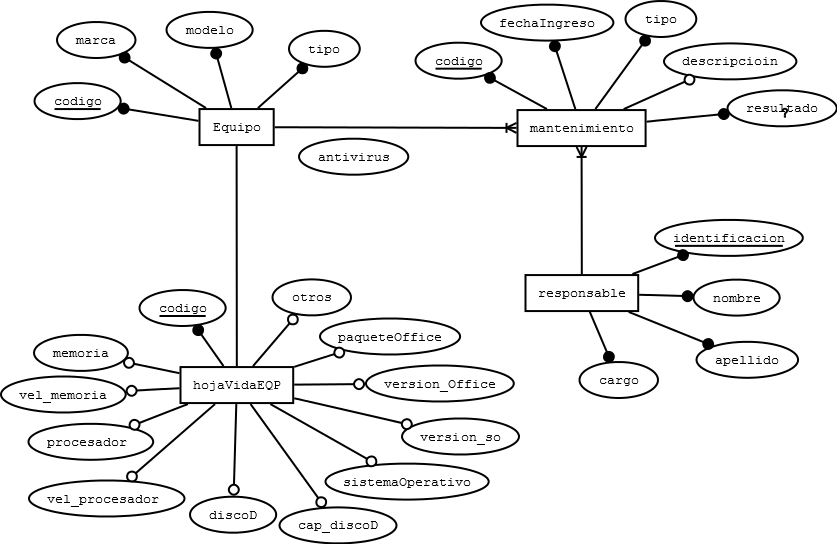 modelo
fechaIngreso
tipo
marca
tipo
codigo
descripcioin
codigo
resultado
?
Equipo
mantenimiento
antivirus
identificacion
codigo
otros
responsable
nombre
paqueteOffice
memoria
apellido
hojaVidaEQP
version_Office
cargo
vel_memoria
procesador
version_so
sistemaOperativo
vel_procesador
discoD
cap_discoD